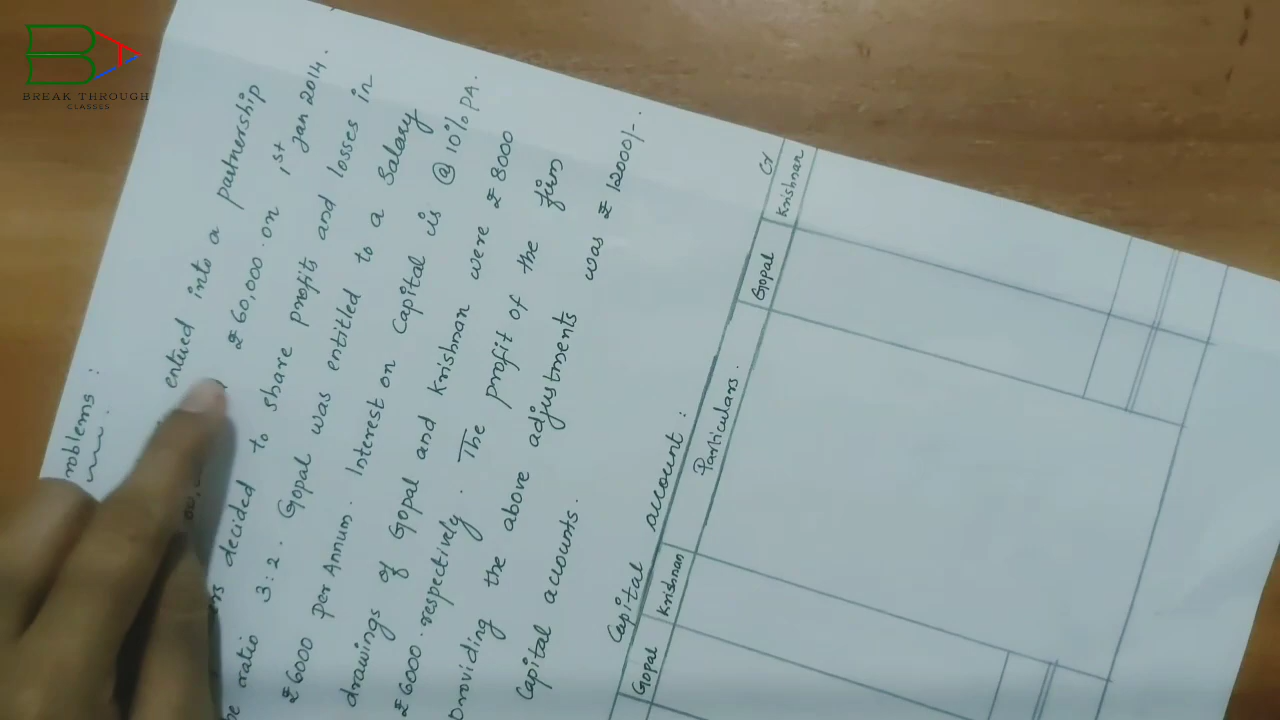 BREAK THROUGH
CLASSES
roblems :
entered into a partnership
₹ 60,000 on 1st Jan 2014.
decided to share profits and losses in
ratio 3:2. Gopal was entitled to a Salary
₹ 6000 per Annum. Interest on Capital is @ 10% PA.
drawings of Gopal and Krishnan were ₹ 8000
₹ 6000 respectively. The profit of the firm
providing the above adjustments was ₹ 12000/-.
Capital accounts.
Capital account :
Cr
Gopal Krishnan Particulars. Gopal Krishnan